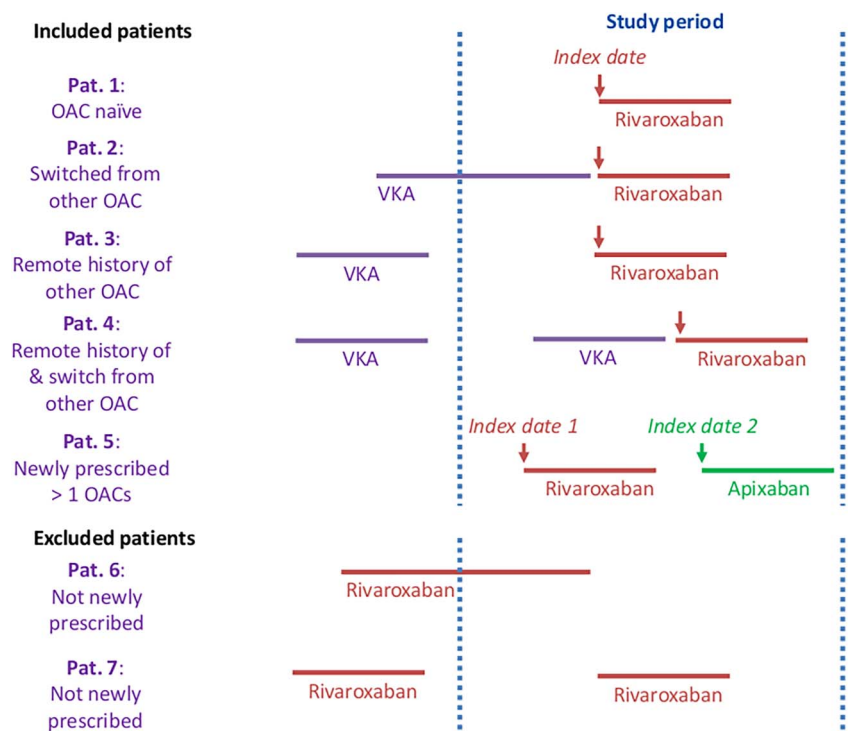 Included patients
Study period
Index date
Pat. 1:
OAC naïve
Rivaroxaban
Pat. 2:
Switched from
other OAC
VKA
Rivaroxaban
Pat. 3:
Remote history of
other OAC
VKA
Rivaroxaban
Pat. 4:
Remote history of
& switch from
other OAC
VKA
VKA
Rivaroxaban
Pat. 5:
Newly prescribed
> 1 OACs
Index date 1
Index date 2
Rivaroxaban
Apixaban
Excluded patients
Pat. 6:
Not newly
prescribed
Rivaroxaban
Pat. 7:
Not newly
prescribed
Rivaroxaban
Rivaroxaban